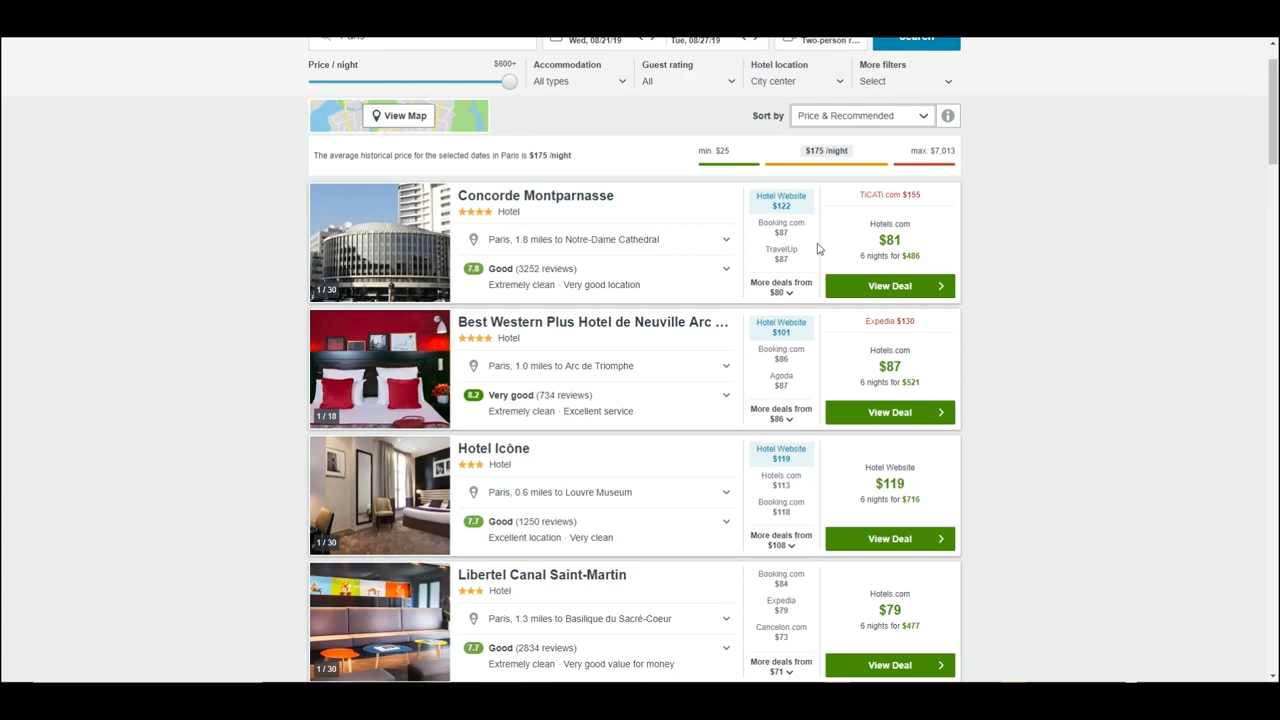 Paris
Wed, 08/21/19
Tue, 08/27/19
Two-person r...
Search
Price / night
$600+
Accommodation
All types
Guest rating
All
Hotel location
City center
More filters
Select
View Map
Sort by
Price & Recommended
The average historical price for the selected dates in Paris is $175 /night
min. $25
$175 /night
max. $7,013
Concorde Montparnasse
Hotel
Paris, 1.8 miles to Notre-Dame Cathedral
7.8 Good (3252 reviews)
Extremely clean · Very good location
1 / 30
Hotel Website
$122
Booking.com
$87
TravelUp
$87
More deals from
$80
TiCATi.com $155
Hotels.com
$81
6 nights for $486
View Deal
Best Western Plus Hotel de Neuville Arc ...
Hotel
Paris, 1.0 miles to Arc de Triomphe
8.2 Very good (734 reviews)
Extremely clean · Excellent service
1 / 18
Hotel Website
$101
Booking.com
$86
Agoda
$87
More deals from
$86
Expedia $130
Hotels.com
$87
6 nights for $521
View Deal
Hotel Icône
Hotel
Paris, 0.6 miles to Louvre Museum
7.7 Good (1250 reviews)
Excellent location · Very clean
1 / 30
Hotel Website
$119
Hotels.com
$113
Booking.com
$118
More deals from
$108
Hotel Website
$119
6 nights for $716
View Deal
Libertel Canal Saint-Martin
Hotel
Paris, 1.3 miles to Basilique du Sacré-Coeur
7.7 Good (2834 reviews)
Extremely clean · Very good value for money
1 / 30
Booking.com
$84
Expedia
$79
Cancelon.com
$73
More deals from
$71
Hotels.com
$79
6 nights for $477
View Deal